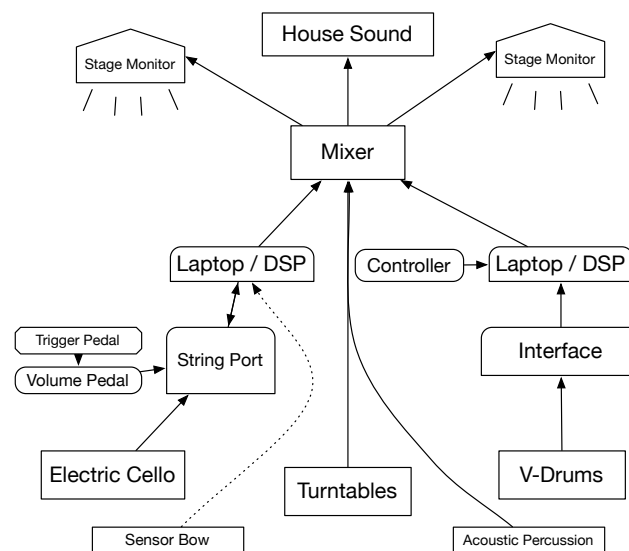 House Sound
Stage Monitor
Stage Monitor
Mixer
Laptop / DSP
Controller
Laptop / DSP
Trigger Pedal
Volume Pedal
String Port
Interface
Electric Cello
Turntables
V-Drums
Sensor Bow
Acoustic Percussion